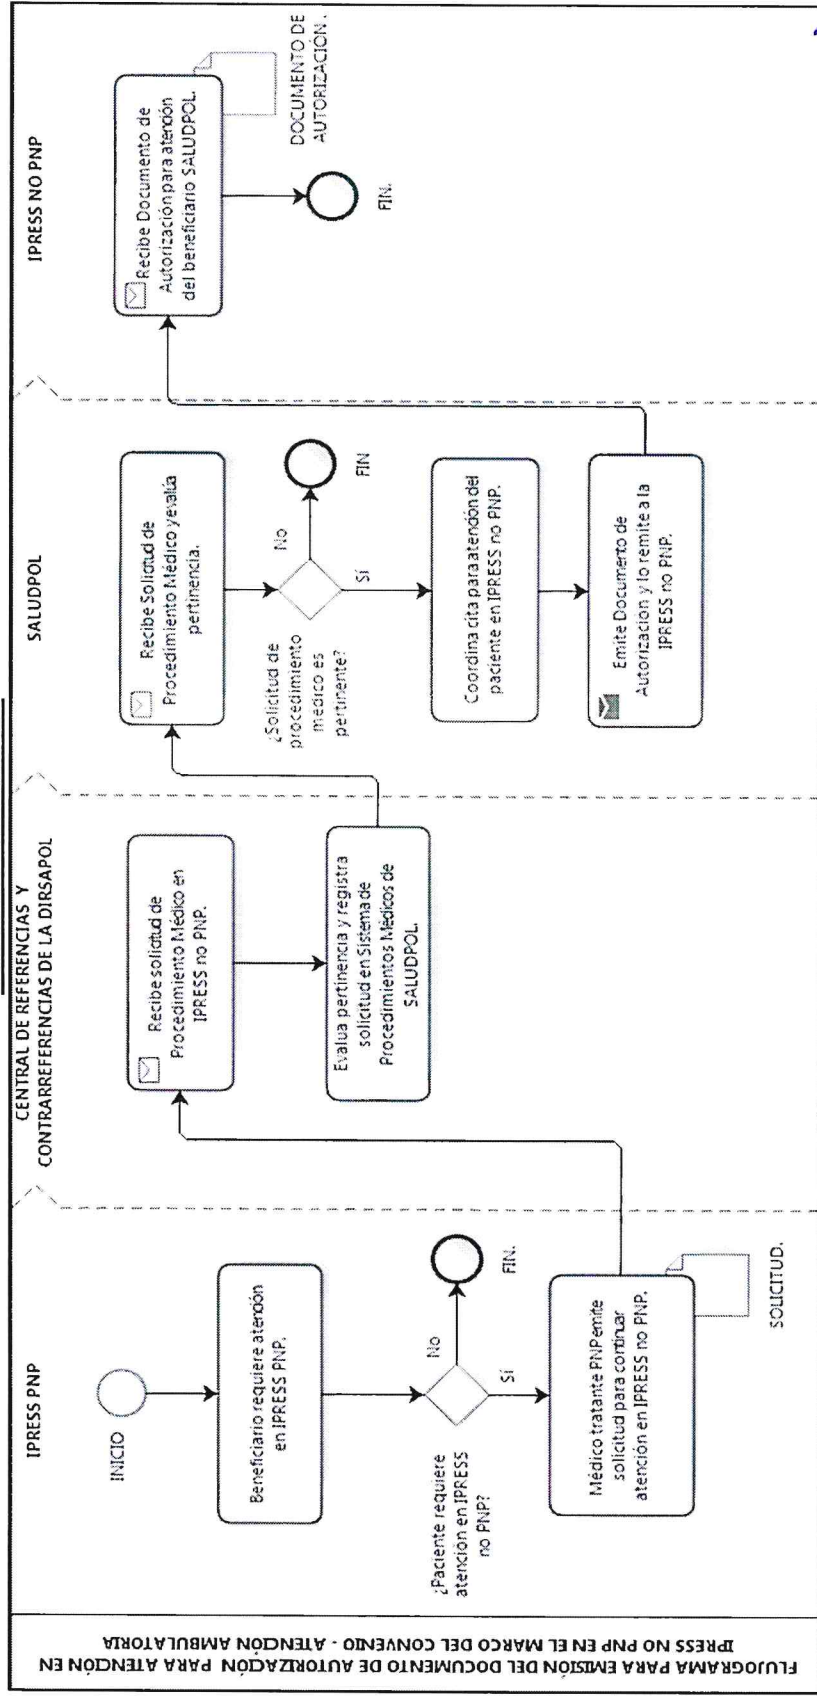 FLUJOGRAMA PARA EMISIÓN DEL DOCUMENTO DE AUTORIZACIÓN PARA ATENCIÓN EN
IPRESS NO PNP EN EL MARCO DEL CONVENIO - ATENCIÓN AMBULATORIA
IPRESS PNP
INICIO
Beneficiario requiere atención
en IPRESS PNP.
¿Paciente requiere
atención en IPRESS
no PNP?
No
FIN.
Sí
Médico tratante PNPemite
solicitud para continuar
atención en IPRESS no PNP.
SOLICITUD.
CENTRAL DE REFERENCIAS Y
CONTRARREFERENCIAS DE LA DIRSAPOL
Recibe solicitud de
Procedimiento Médico en
IPRESS no PNP.
Evalua pertinencia y registra
solicitud en Sistema de
Procedimientos Médicos de
SALUDPOL.
SALUDPOL
Recibe Solicitud de
Procedimiento Médico yevalúa
pertinencia.
¿Solicitud de
procedimiento
médico es
pertinente?
No
FIN
Sí
Coordina cita para atención del
paciente en IPRESS no PNP.
Emite Documento de
Autorización y lo remite a la
IPRESS no PNP.
IPRESS NO PNP
Recibe Documento de
Autorización para atención
del beneficiario SALUDPOL.
DOCUMENTO DE
AUTORIZACIÓN.
FIN.